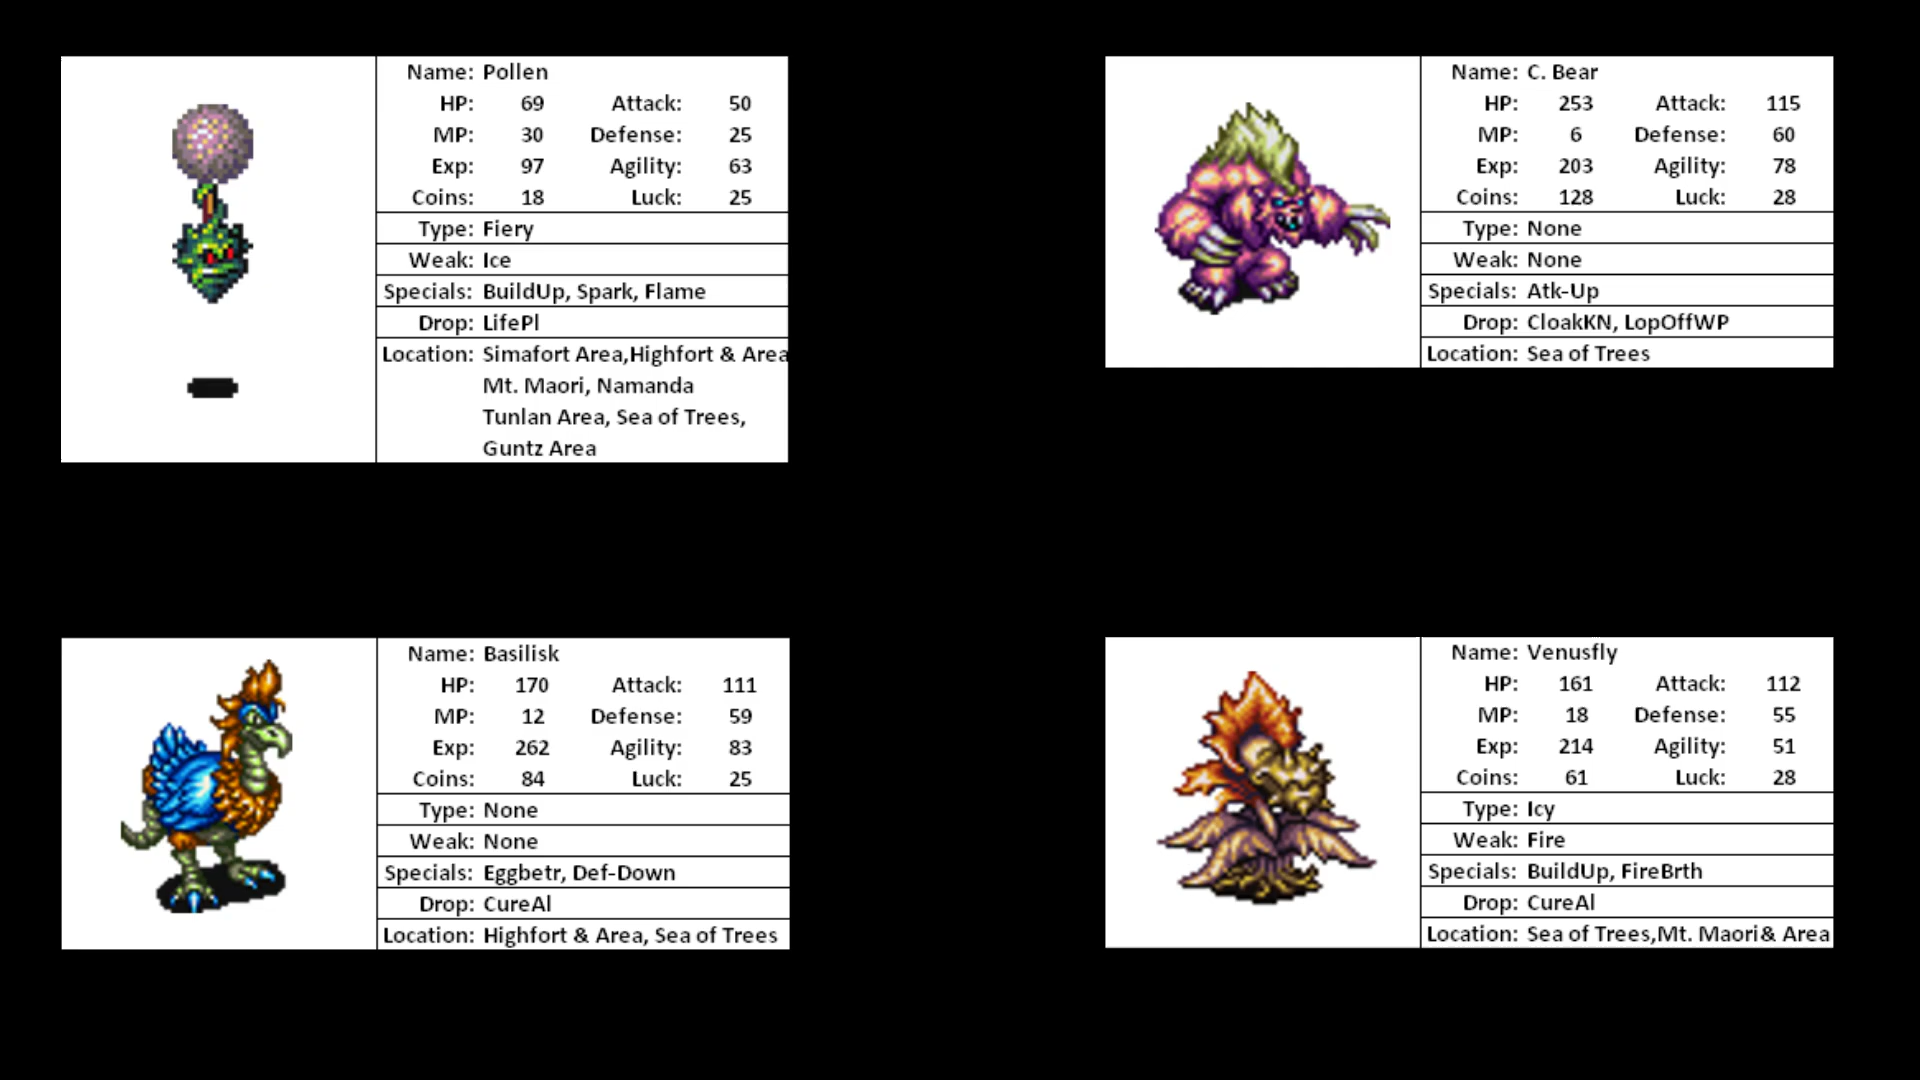 Name: Pollen
HP: 69 Attack: 50
MP: 30 Defense: 25
Exp: 97 Agility: 63
Coins: 18 Luck: 25
Type: Fiery
Weak: Ice
Specials: BuildUp, Spark, Flame
Drop: LifePl
Location: Simafort Area,Highfort & Area
Mt. Maori, Namanda
Tunlan Area, Sea of Trees,
Guntz Area
Name: C. Bear
HP: 253 Attack: 115
MP: 6 Defense: 60
Exp: 203 Agility: 78
Coins: 128 Luck: 28
Type: None
Weak: None
Specials: Atk-Up
Drop: CloakKN, LopOffWP
Location: Sea of Trees
Name: Basilisk
HP: 170 Attack: 111
MP: 12 Defense: 59
Exp: 262 Agility: 83
Coins: 84 Luck: 25
Type: None
Weak: None
Specials: Eggbetr, Def-Down
Drop: CureAl
Location: Highfort & Area, Sea of Trees
Name: Venusfly
HP: 161 Attack: 112
MP: 18 Defense: 55
Exp: 214 Agility: 51
Coins: 61 Luck: 28
Type: Icy
Weak: Fire
Specials: BuildUp, FireBrth
Drop: CureAl
Location: Sea of Trees,Mt. Maori& Area